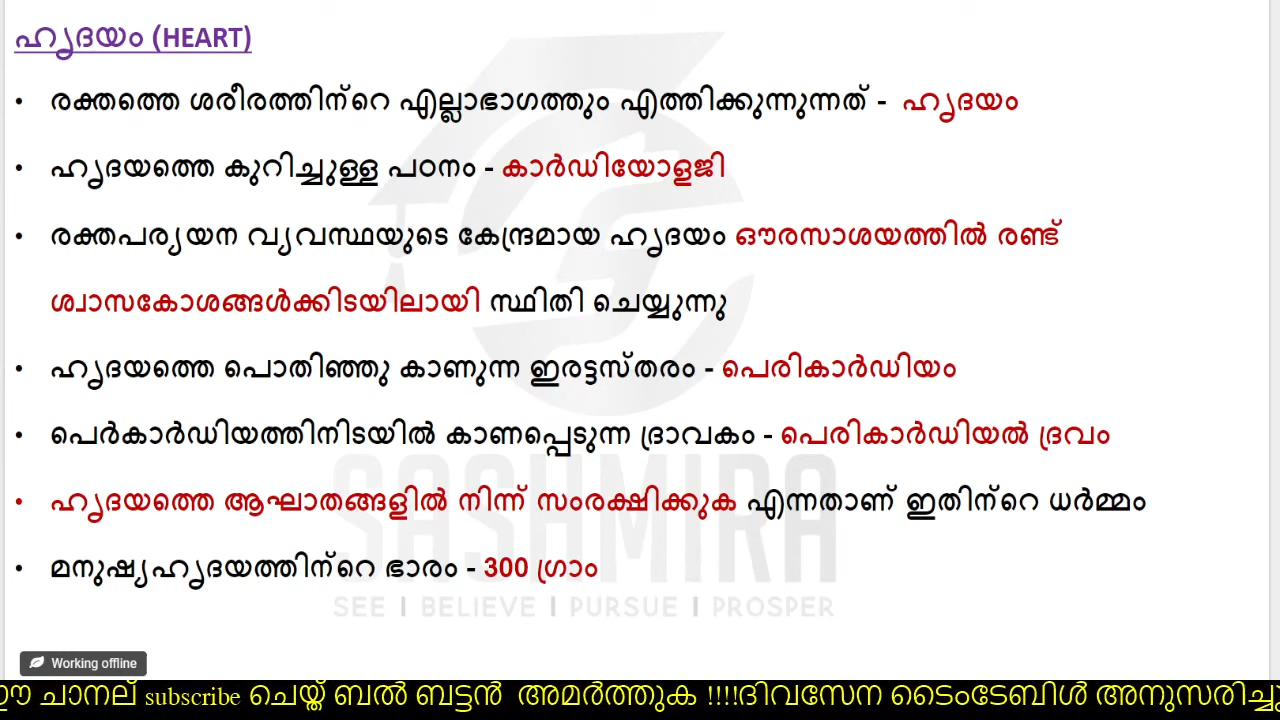 ഹൃദയം (HEART)
• രക്തത്തെ ശരീരത്തിന്റെ എല്ലാഭാഗത്തും എത്തിക്കുന്നുന്നത് - ഹൃദയം
• ഹൃദയത്തെ കുറിച്ചുള്ള പഠനം - കാർഡിയോളജി
• രക്തപര്യയന വ്യവസ്ഥയുടെ കേന്ദ്രമായ ഹൃദയം ഔരസാശയത്തിൽ രണ്ട്
ശ്വാസകോശങ്ങൾക്കിടയിലായി സ്ഥിതി ചെയ്യുന്നു
• ഹൃദയത്തെ പൊതിഞ്ഞു കാണുന്ന ഇരട്ടസ്തരം - പെരികാർഡിയം
• പെർകാർഡിയത്തിനിടയിൽ കാണപ്പെടുന്ന ദ്രാവകം - പെരികാർഡിയൽ ദ്രവം
• ഹൃദയത്തെ ആഘാതങ്ങളിൽ നിന്ന് സംരക്ഷിക്കുക എന്നതാണ് ഇതിന്റെ ധർമ്മം
• മനുഷ്യഹൃദയത്തിന്റെ ഭാരം - 300 ഗ്രാം
SASHMIRA
SEE | BELIEVE | PURSUE | PROSPER
Working offline
ഈ ചാനല് subscribe ചെയ്ത് ബൽ ബട്ടൻ അമർത്തുക !!!!ദിവസേന ടൈംടേബിൾ അനുസരിച്ചു